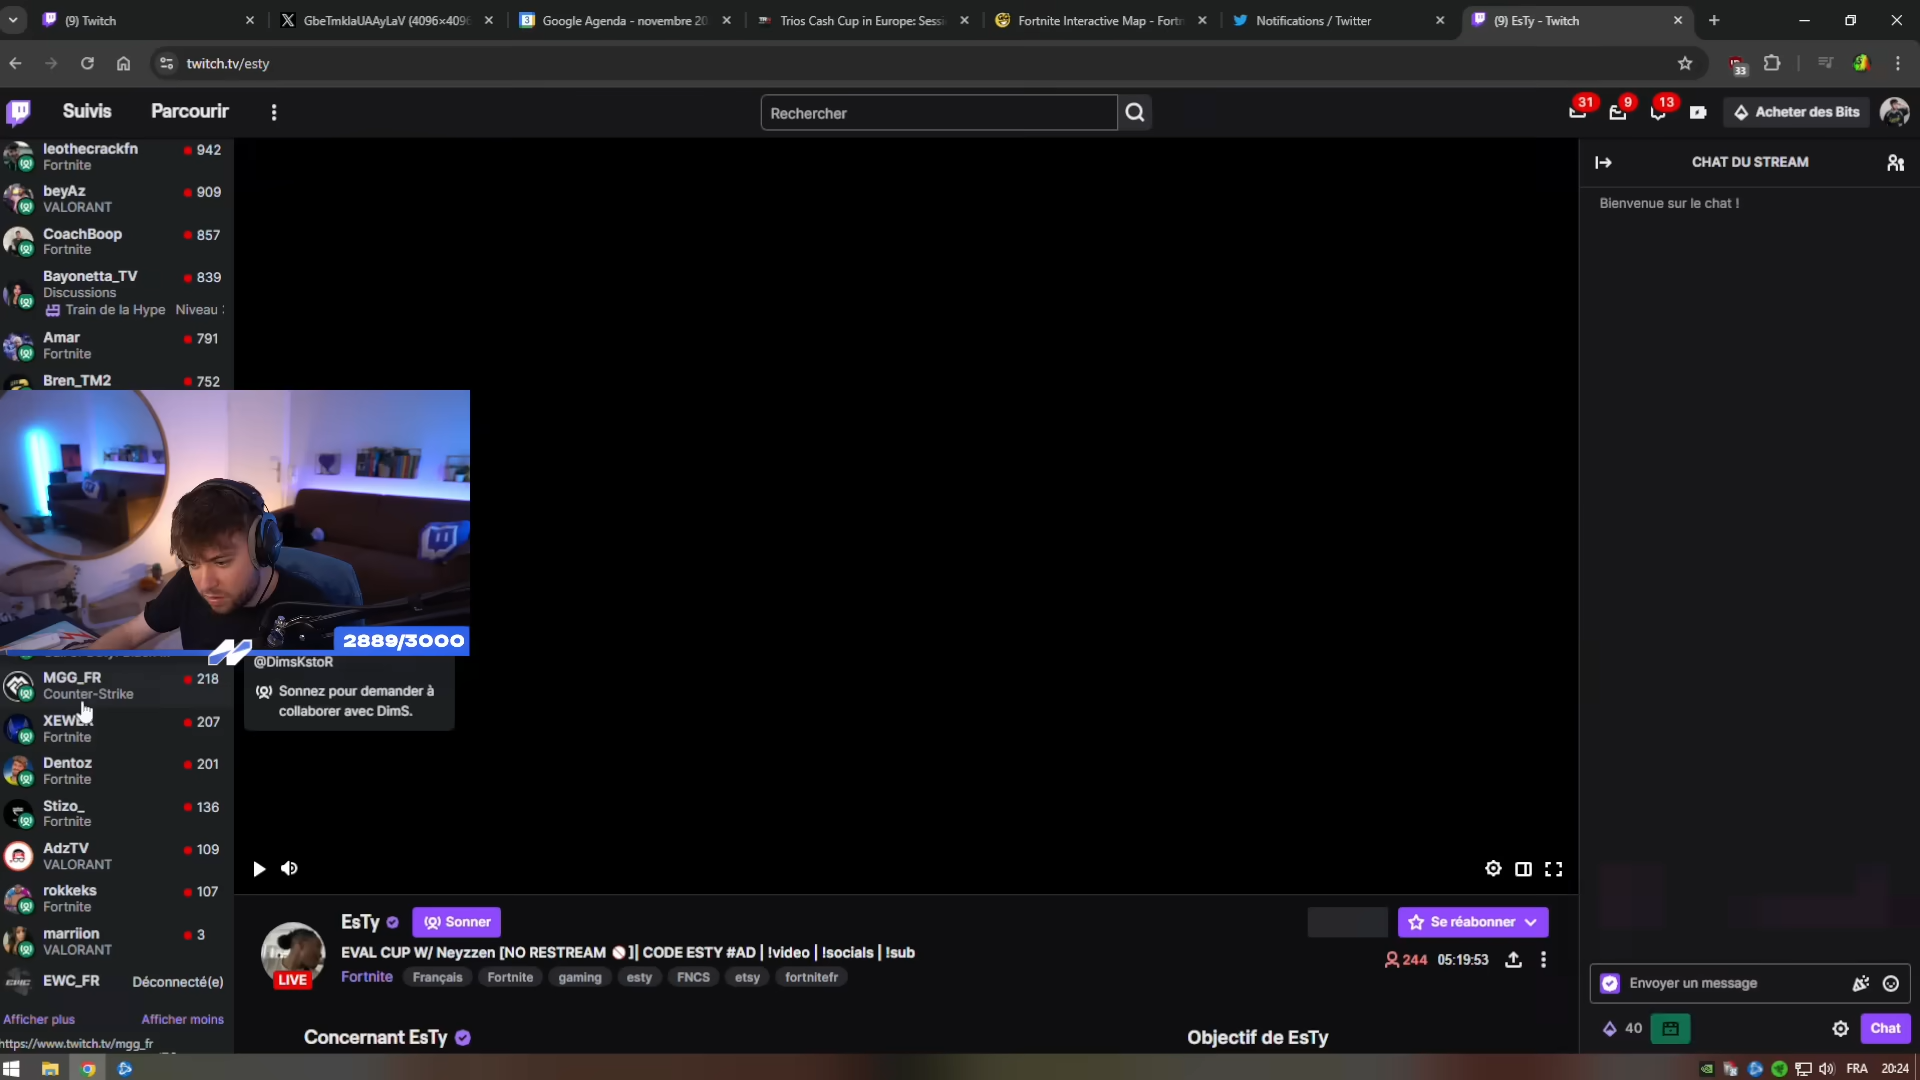 (9) Twitch
GbeTmklaUAAyLaV (4096×409
Google Agenda - novembre 20
Trios Cash Cup in Europe: Sess
Fortnite Interactive Map - Fortn
Notifications / Twitter
(9) EsTy - Twitch
twitch.tv/esty
33
Suivis
Parcourir
Rechercher
31
9
13
Acheter des Bits
leothecrackfn
942
Fortnite
beyAz
909
VALORANT
CoachBoop
857
Fortnite
Bayonetta_TV
839
Discussions
Train de la Hype Niveau
Amar
791
Fortnite
Bren_TM2
752
2889/3000
@DimsKstoR
Sonnez pour demander à
collaborer avec DimS.
MGG_FR
218
Counter-Strike
207
Fortnite
Dentoz
201
Fortnite
Stizo_
136
Fortnite
AdzTV
109
VALORANT
rokkeks
107
Fortnite
marriion
3
VALORANT
EWC_FR
Déconnecté(e)
Afficher plus
Afficher moins
https://www.twitch.tv/mgg_fr
CHAT DU STREAM
Bienvenue sur le chat !
EsTy
Sonner
Se réabonner
EVAL CUP W/ Neyzzen [NO RESTREAM 🚫]| CODE ESTY #AD | !video | !socials | !sub
244
05:19:53
LIVE
Fortnite
Français
Fortnite
gaming
esty
FNCS
etsy
fortnitefr
Concernant EsTy
Objectif de EsTy
Envoyer un message
40
Chat
FRA
20:24